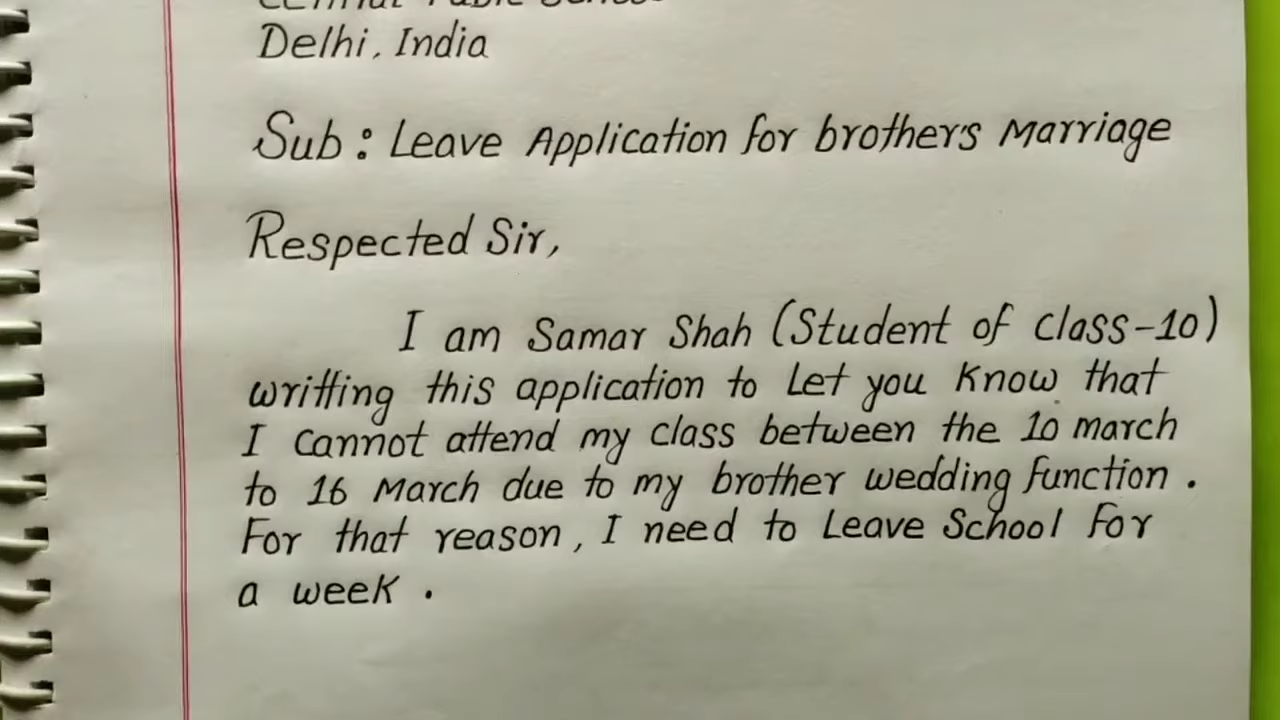 Delhi, India
Sub: Leave Application for brother's Marriage
Respected Sir,
I am Samar Shah (Student of class-10)
writting this application to Let you know that
I cannot attend my class between the 10 march
to 16 March due to my brother wedding function.
For that reason, I need to Leave School For
a week.